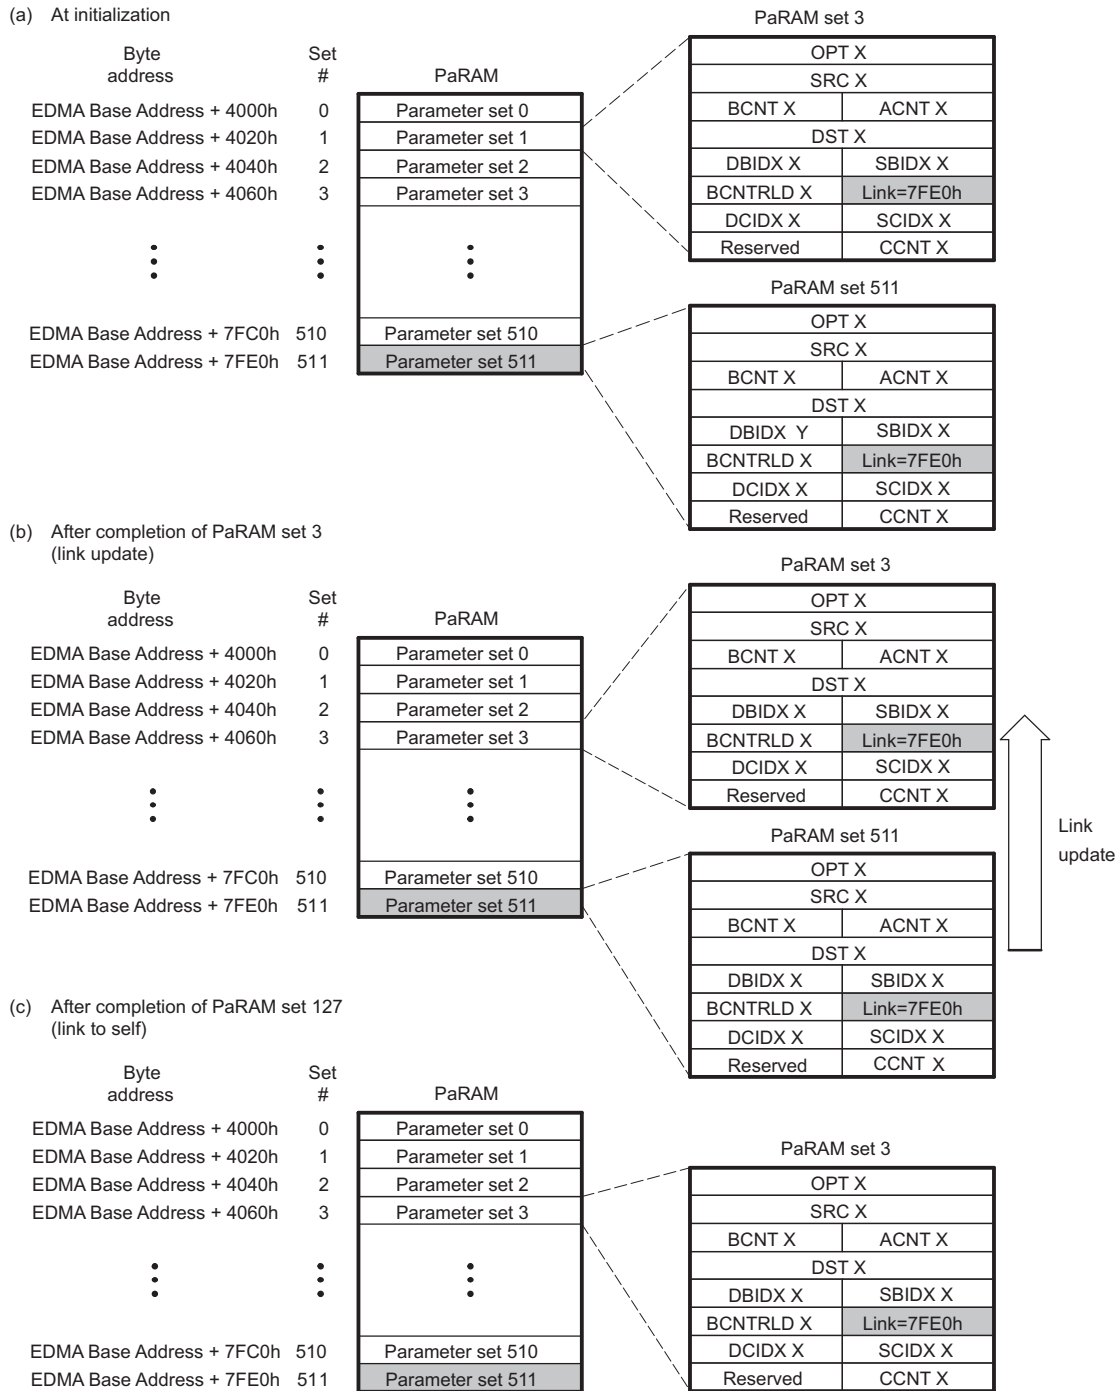 (a) At initialization
Byte address Set # PaRAM
EDMA Base Address + 4000h 0 Parameter set 0
EDMA Base Address + 4020h 1 Parameter set 1
EDMA Base Address + 4040h 2 Parameter set 2
EDMA Base Address + 4060h 3 Parameter set 3
EDMA Base Address + 7FC0h 510 Parameter set 510
EDMA Base Address + 7FE0h 511 Parameter set 511
PaRAM set 3
OPT X
SRC X
BCNT X ACNT X
DST X
DBIDX X SBIDX X
BCNTRLD X Link=7FE0h
DCIDX X SCIDX X
Reserved CCNT X
PaRAM set 511
OPT X
SRC X
BCNT X ACNT X
DST X
DBIDX Y SBIDX X
BCNTRLD X Link=7FE0h
DCIDX X SCIDX X
Reserved CCNT X
(b) After completion of PaRAM set 3
(link update)
Byte address Set # PaRAM
EDMA Base Address + 4000h 0 Parameter set 0
EDMA Base Address + 4020h 1 Parameter set 1
EDMA Base Address + 4040h 2 Parameter set 2
EDMA Base Address + 4060h 3 Parameter set 3
EDMA Base Address + 7FC0h 510 Parameter set 510
EDMA Base Address + 7FE0h 511 Parameter set 511
PaRAM set 3
OPT X
SRC X
BCNT X ACNT X
DST X
DBIDX X SBIDX X
BCNTRLD X Link=7FE0h
DCIDX X SCIDX X
Reserved CCNT X
PaRAM set 511
OPT X
SRC X
BCNT X ACNT X
DST X
DBIDX X SBIDX X
BCNTRLD X Link=7FE0h
DCIDX X SCIDX X
Reserved CCNT X
Link
update
(c) After completion of PaRAM set 127
(link to self)
Byte address Set # PaRAM
EDMA Base Address + 4000h 0 Parameter set 0
EDMA Base Address + 4020h 1 Parameter set 1
EDMA Base Address + 4040h 2 Parameter set 2
EDMA Base Address + 4060h 3 Parameter set 3
EDMA Base Address + 7FC0h 510 Parameter set 510
EDMA Base Address + 7FE0h 511 Parameter set 511
PaRAM set 3
OPT X
SRC X
BCNT X ACNT X
DST X
DBIDX X SBIDX X
BCNTRLD X Link=7FE0h
DCIDX X SCIDX X
Reserved CCNT X